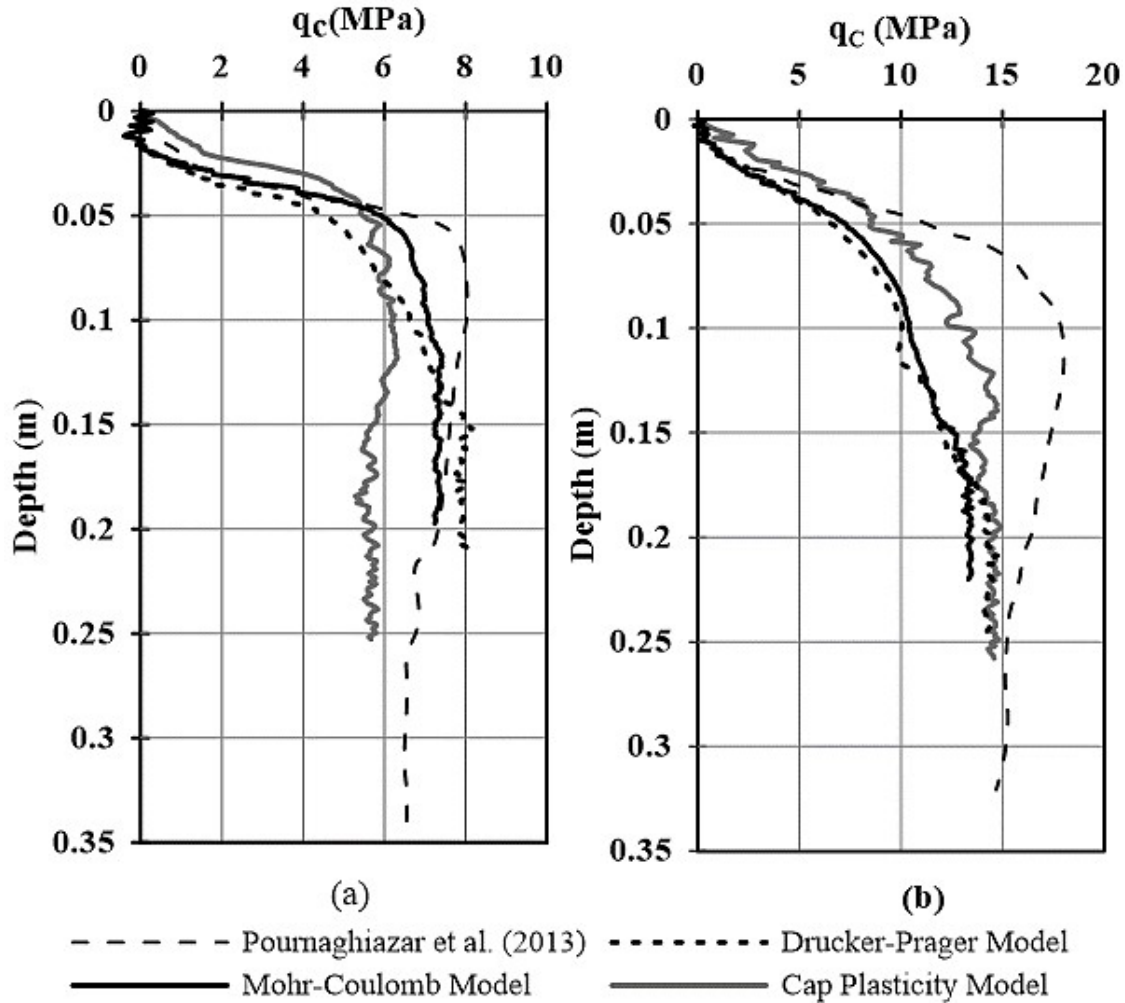 qc(MPa)
0 2 4 6 8 10
0
0.05
0.1
0.15
0.2
0.25
0.3
0.35
Depth (m)
(a)
qC (MPa)
0 5 10 15 20
0
0.05
0.1
0.15
0.2
0.25
0.3
0.35
Depth (m)
(b)
Pournaghiazar et al. (2013)
Drucker-Prager Model
Mohr-Coulomb Model
Cap Plasticity Model